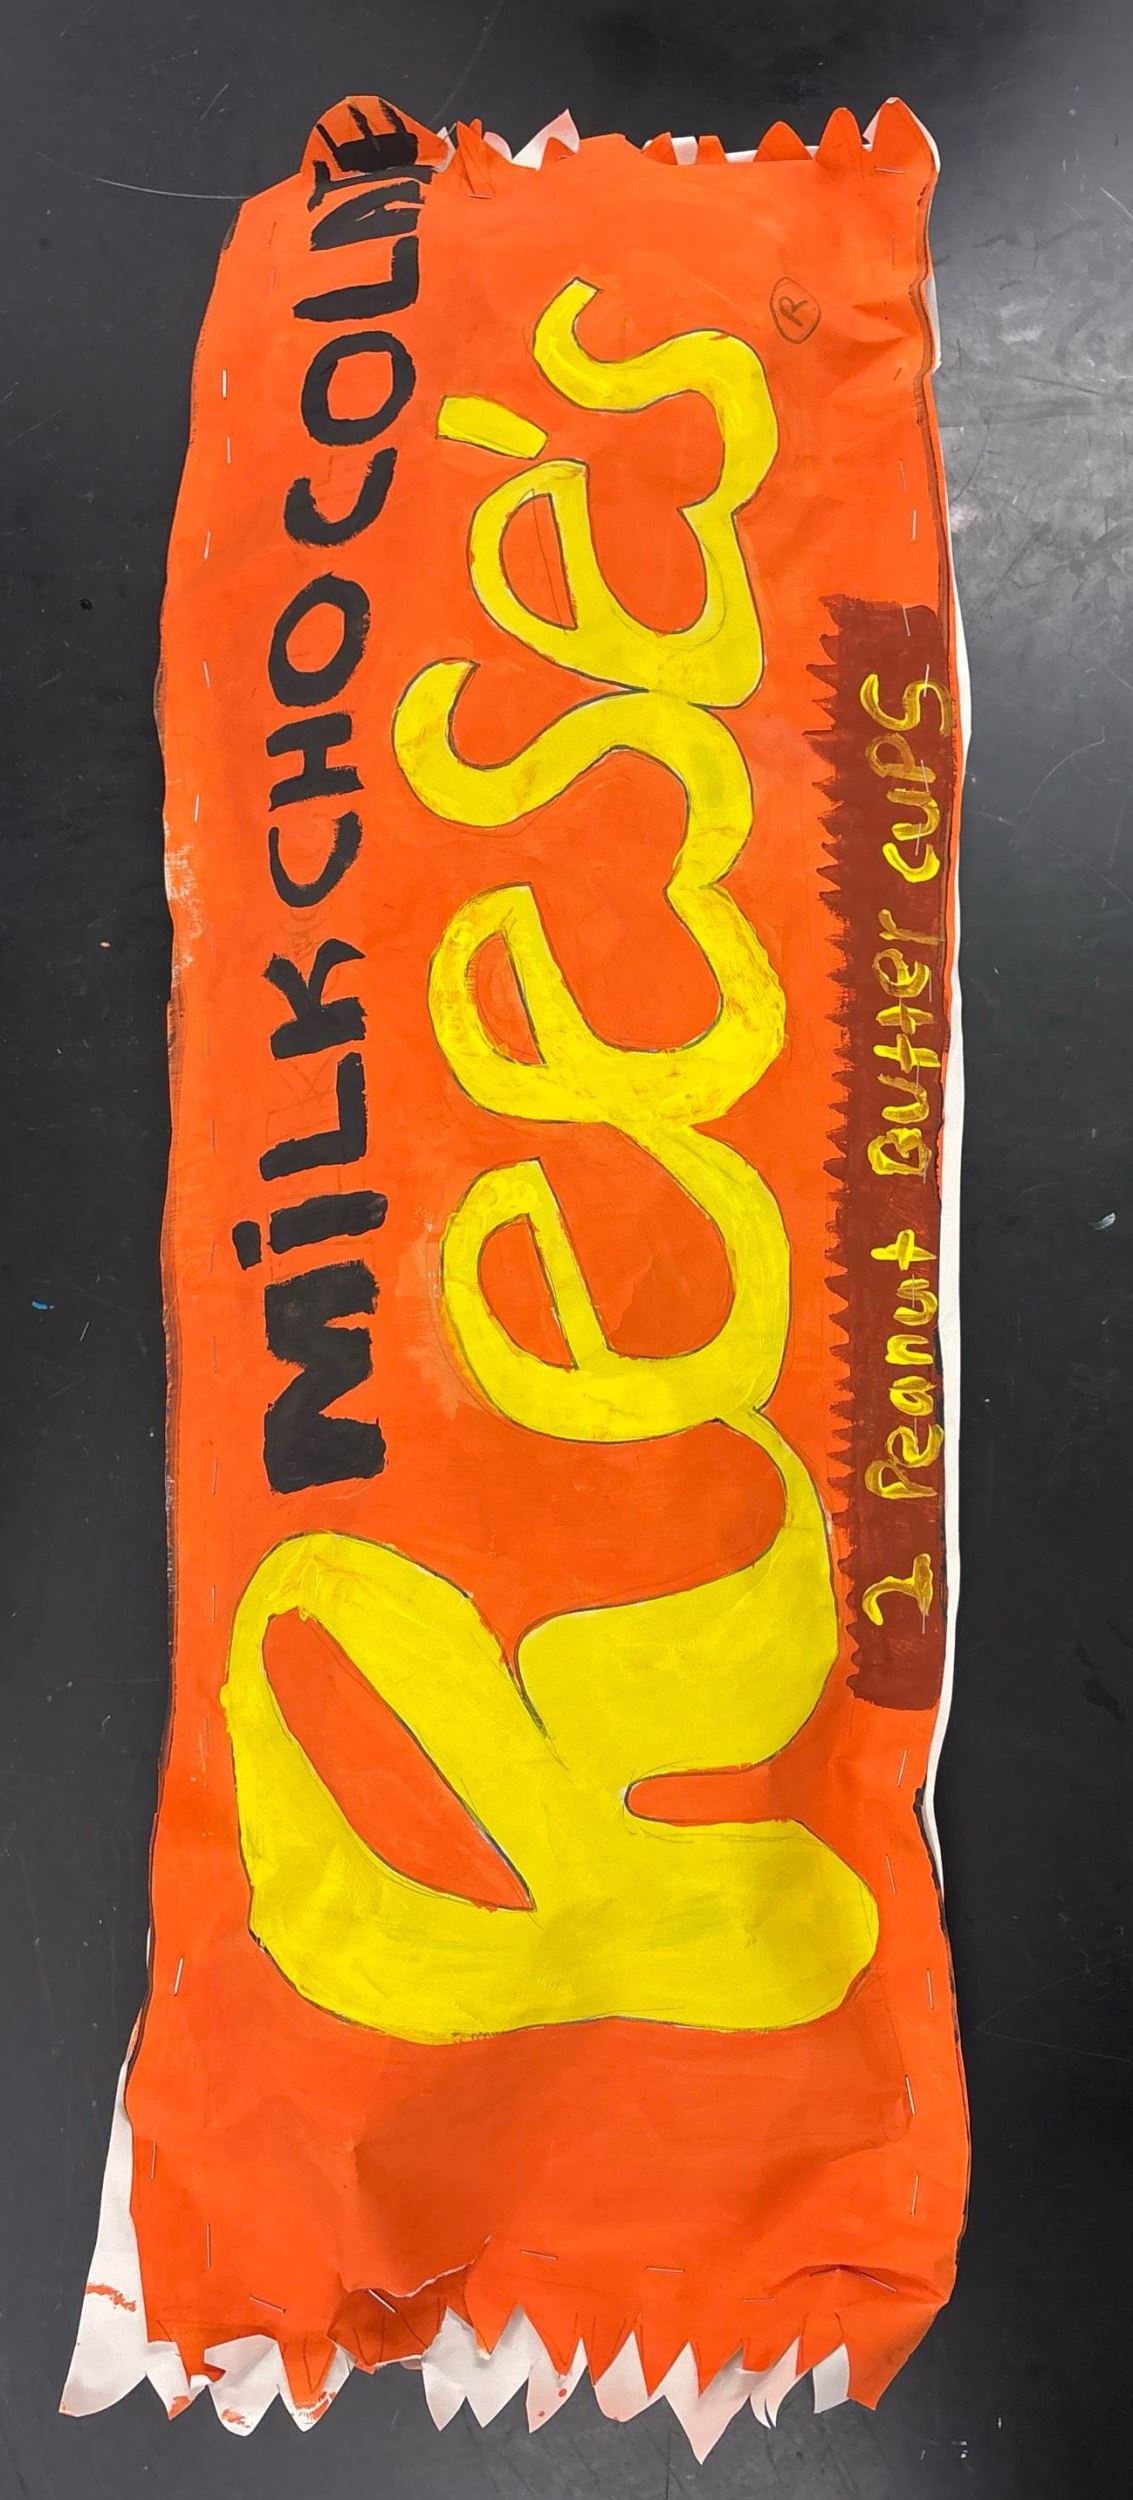 MiLK CHOCOLATE
Reese's ®
2 Peanut Butter cups